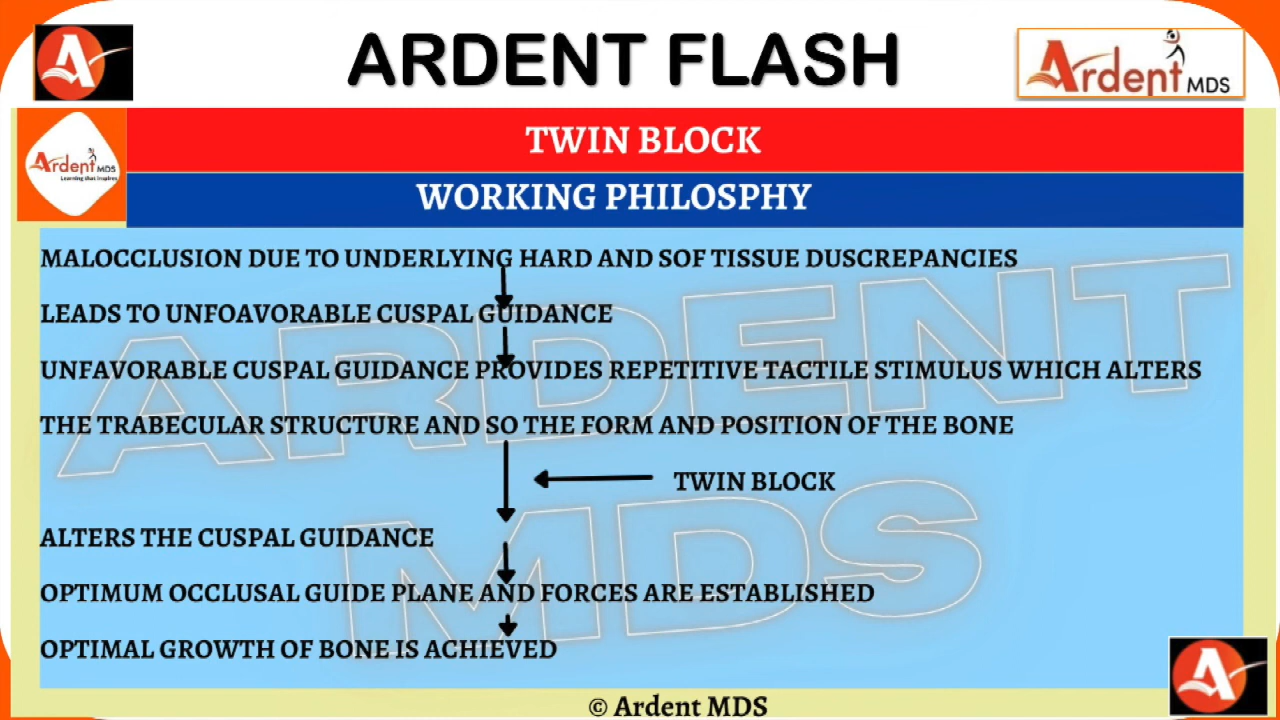 ARDENT FLASH
A
Ardent MDS
Ardent MDS
Learning that Inspires
TWIN BLOCK
WORKING PHILOSPHY
MALOCCLUSION DUE TO UNDERLYING HARD AND SOF TISSUE DUSCREPANCIES
LEADS TO UNFOAVORABLE CUSPAL GUIDANCE
UNFAVORABLE CUSPAL GUIDANCE PROVIDES REPETITIVE TACTILE STIMULUS WHICH ALTERS
THE TRABECULAR STRUCTURE AND SO THE FORM AND POSITION OF THE BONE
TWIN BLOCK
ALTERS THE CUSPAL GUIDANCE
OPTIMUM OCCLUSAL GUIDE PLANE AND FORCES ARE ESTABLISHED
OPTIMAL GROWTH OF BONE IS ACHIEVED
ARDENT
MDS
A
© Ardent MDS